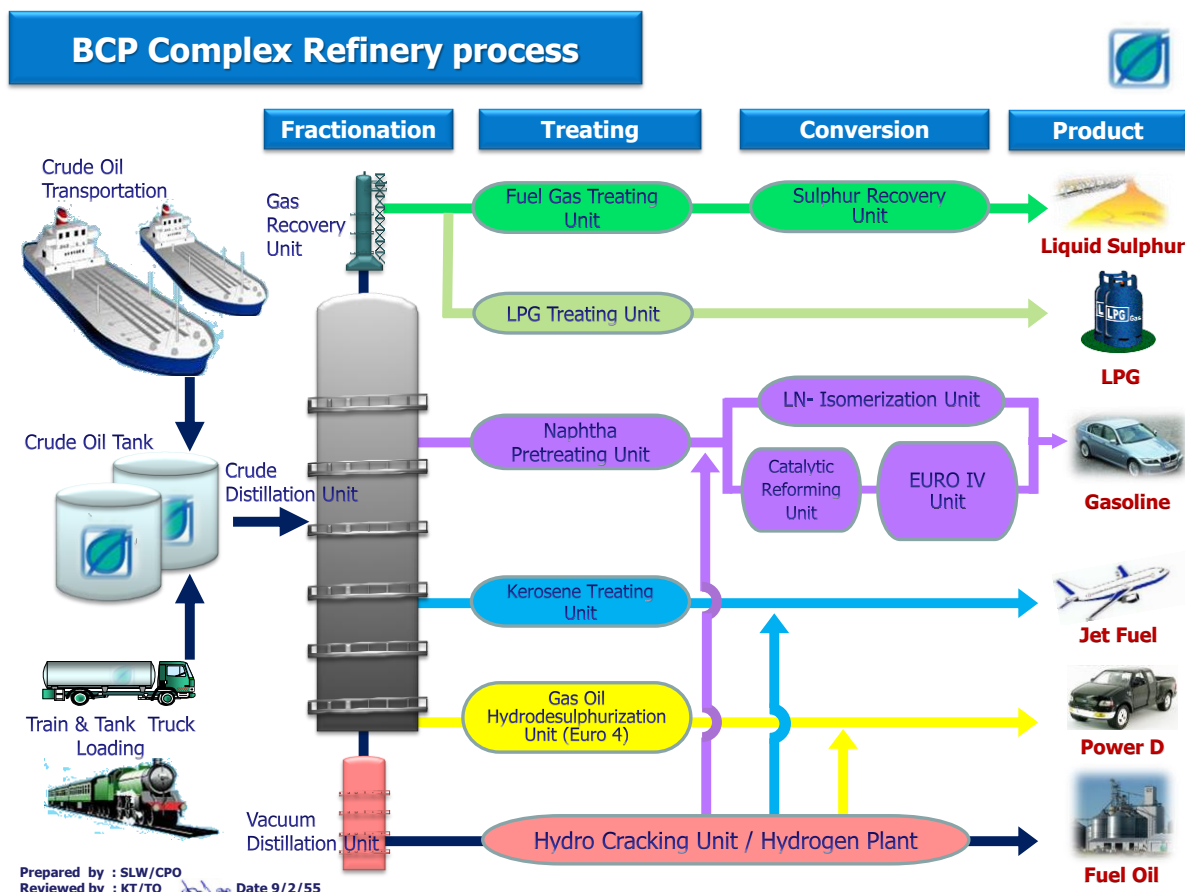 BCP Complex Refinery process
Fractionation
Treating
Conversion
Product
Crude Oil
Transportation
Gas
Recovery
Unit
Fuel Gas Treating
Unit
Sulphur Recovery
Unit
Liquid Sulphur
LPG Treating Unit
LPG
Gas
LPG
LN- Isomerization Unit
Naphtha
Pretreating Unit
Catalytic
Reforming
Unit
EURO IV
Unit
Gasoline
Crude Oil Tank
Crude
Distillation Unit
Kerosene Treating
Unit
Jet Fuel
Train & Tank Truck
Loading
Gas Oil
Hydrodesulphurization
Unit (Euro 4)
Power D
Vacuum
Distillation Unit
Hydro Cracking Unit / Hydrogen Plant
Fuel Oil
Prepared by : SLW/CPO
Reviewed by : KT/TO Date 9/2/55